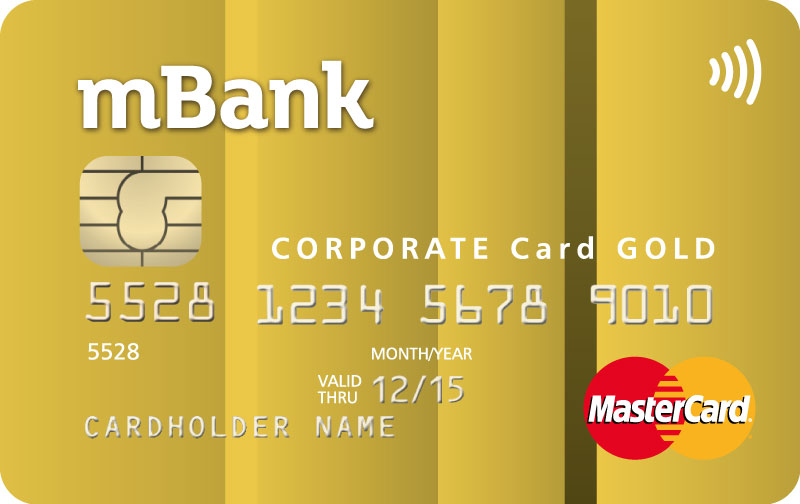 mBank
CORPORATE Card GOLD
5528 1234 5678 9010
5528
MONTH/YEAR
VALID
THRU 12/15
CARDHOLDER NAME
MasterCard